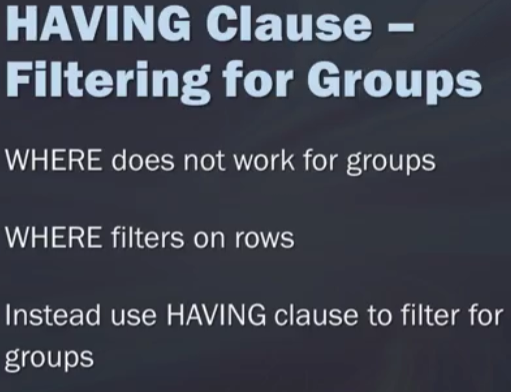 HAVING Clause –
Filtering for Groups
WHERE does not work for groups
WHERE filters on rows
Instead use HAVING clause to filter for
groups